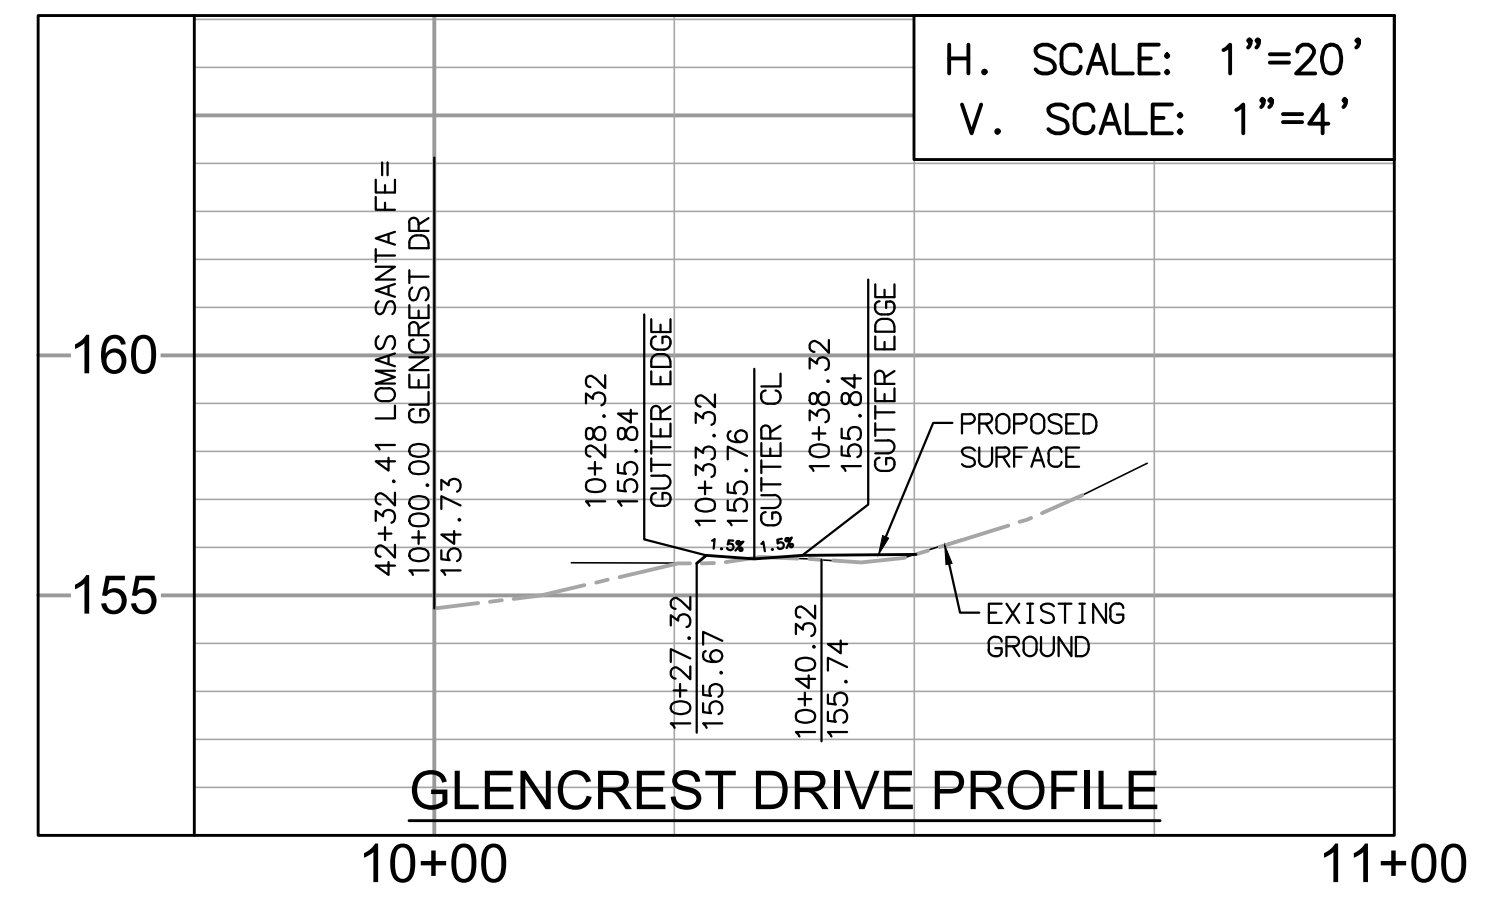 H. SCALE: 1"=20'
V. SCALE: 1"=4'
160
155
42+32.41 LOMAS SANTA FE=
10+00.00 GLENCREST DR
154.73
10+28.32
155.84
GUTTER EDGE
10+33.32
155.76
GUTTER CL
10+38.32
155.84
GUTTER EDGE
PROPOSED
SURFACE
1.5%
1.5%
EXISTING
GROUND
10+27.32
155.67
10+40.32
155.74
GLENCREST DRIVE PROFILE
10+00
11+00